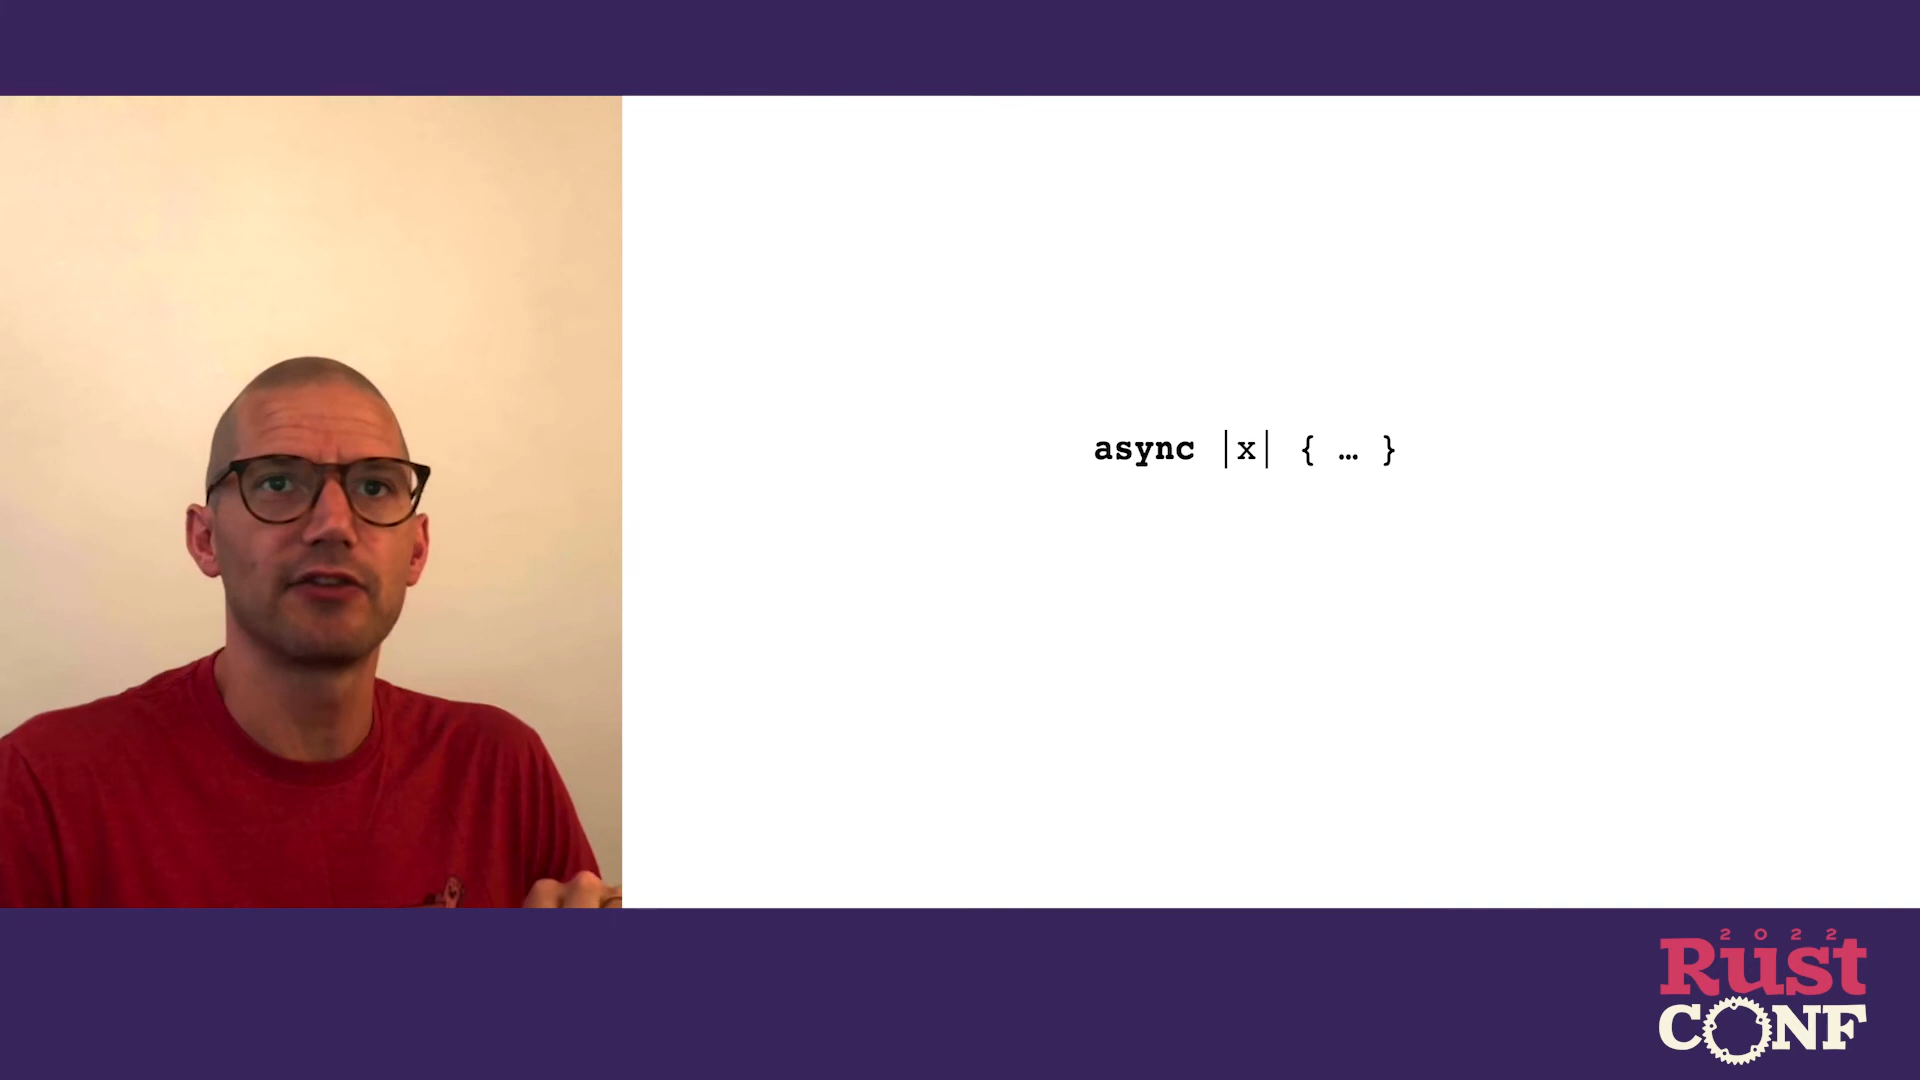 async |x| { … }
2022
Rust
CONF